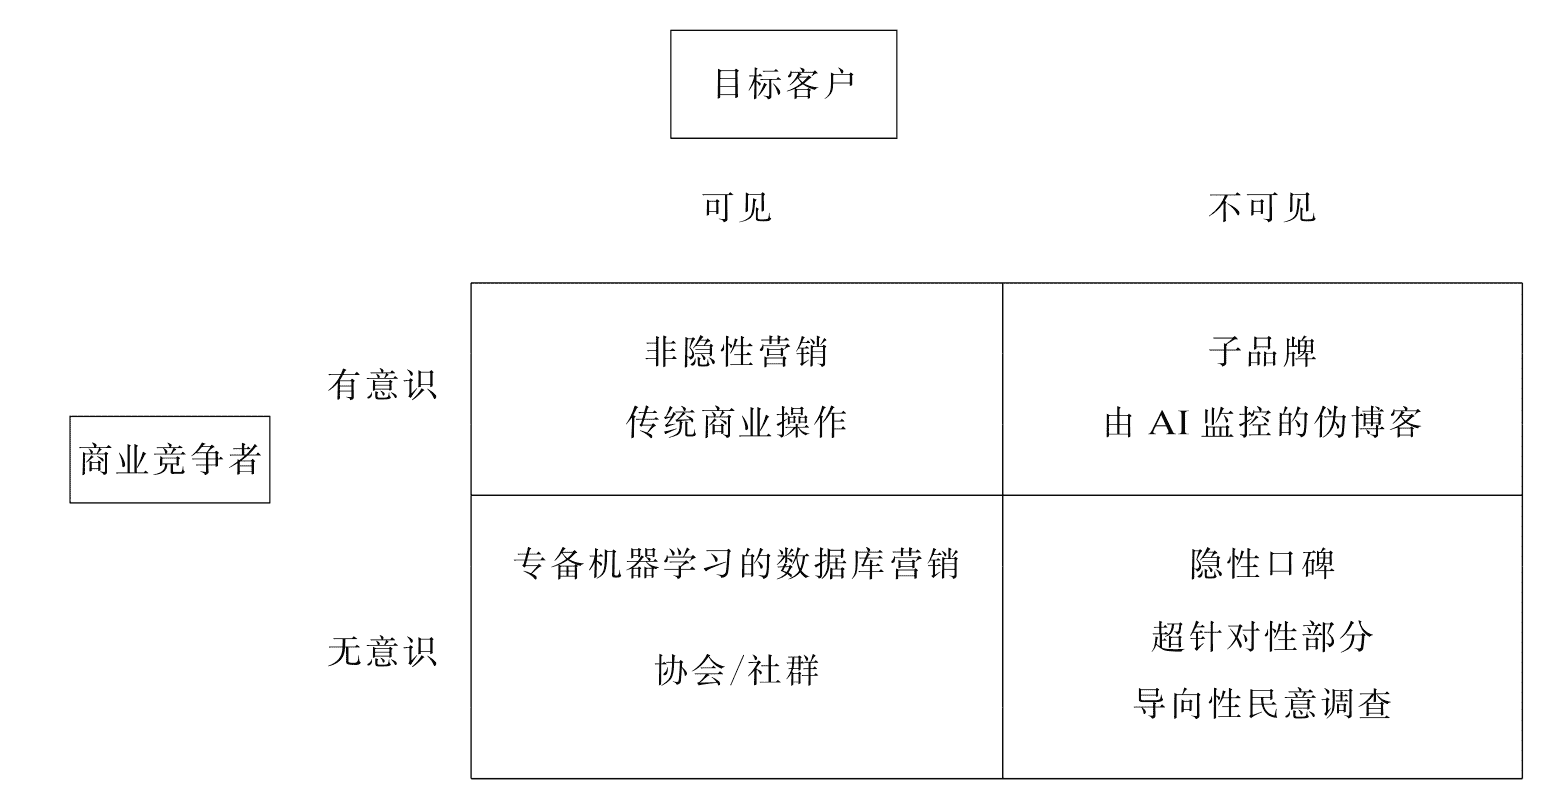 目标客户
可见
不可见
非隐性营销
传统商业操作
子品牌
由 AI 监控的伪博客
有意识
商业竞争者
专备机器学习的数据库营销
协会/社群
隐性口碑
超针对性部分
导向性民意调查
无意识